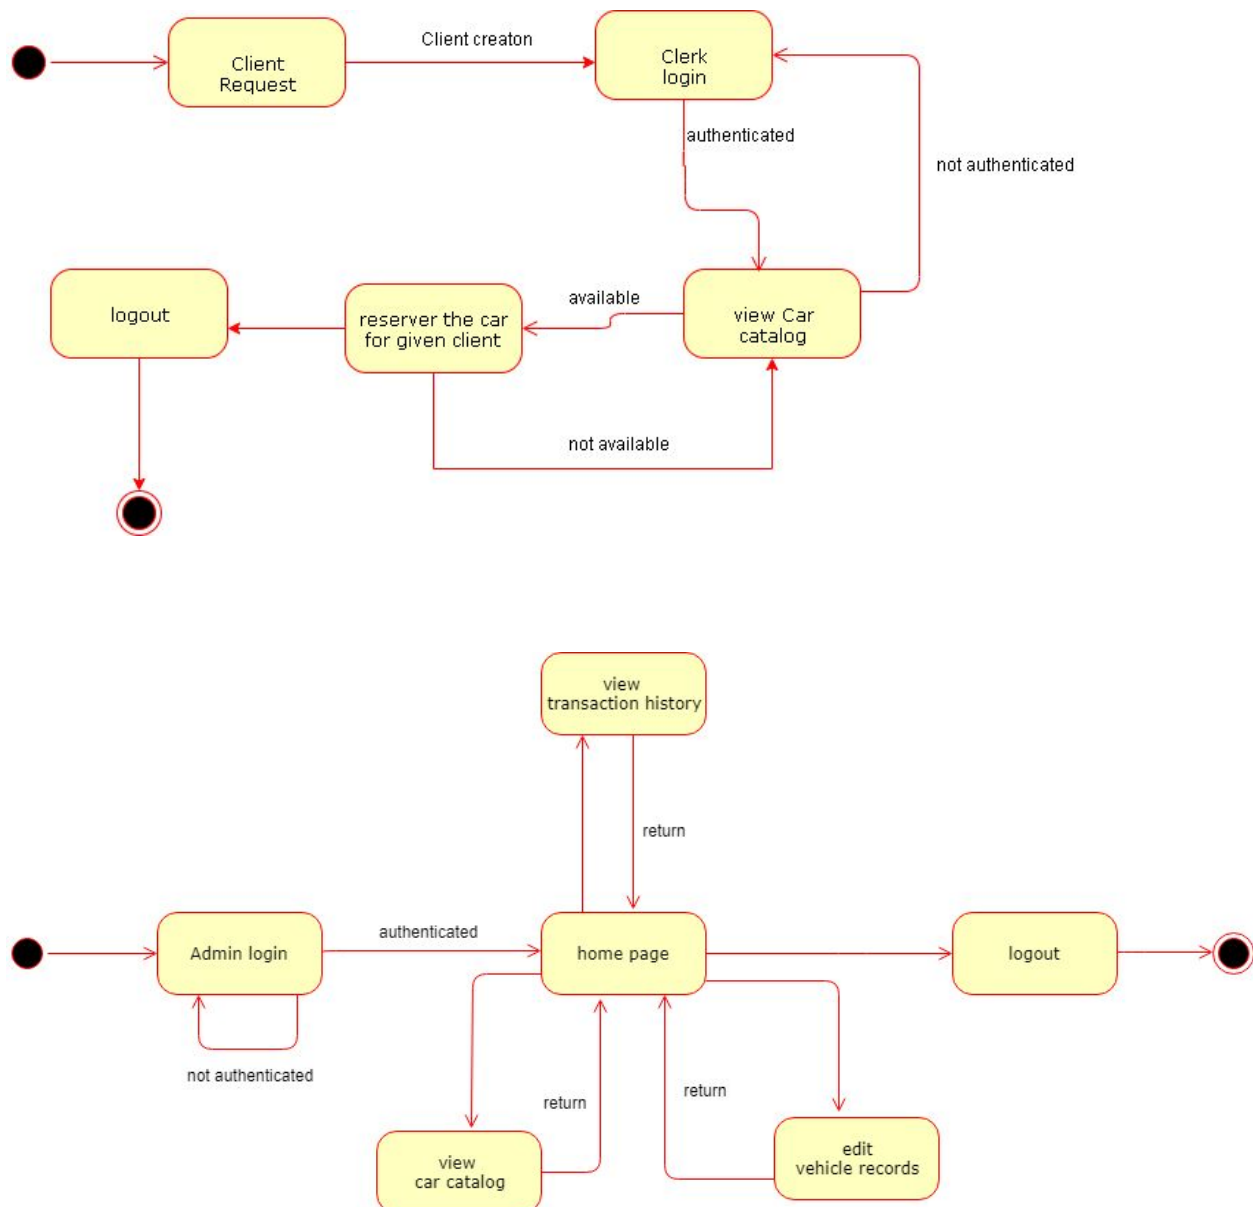 Client creaton
Client
Request
Clerk
login
authenticated
not authenticated
logout
reserver the car
for given client
available
view Car
catalog
not available
view
transaction history
return
Admin login
authenticated
home page
logout
not authenticated
return
return
view
car catalog
edit
vehicle records